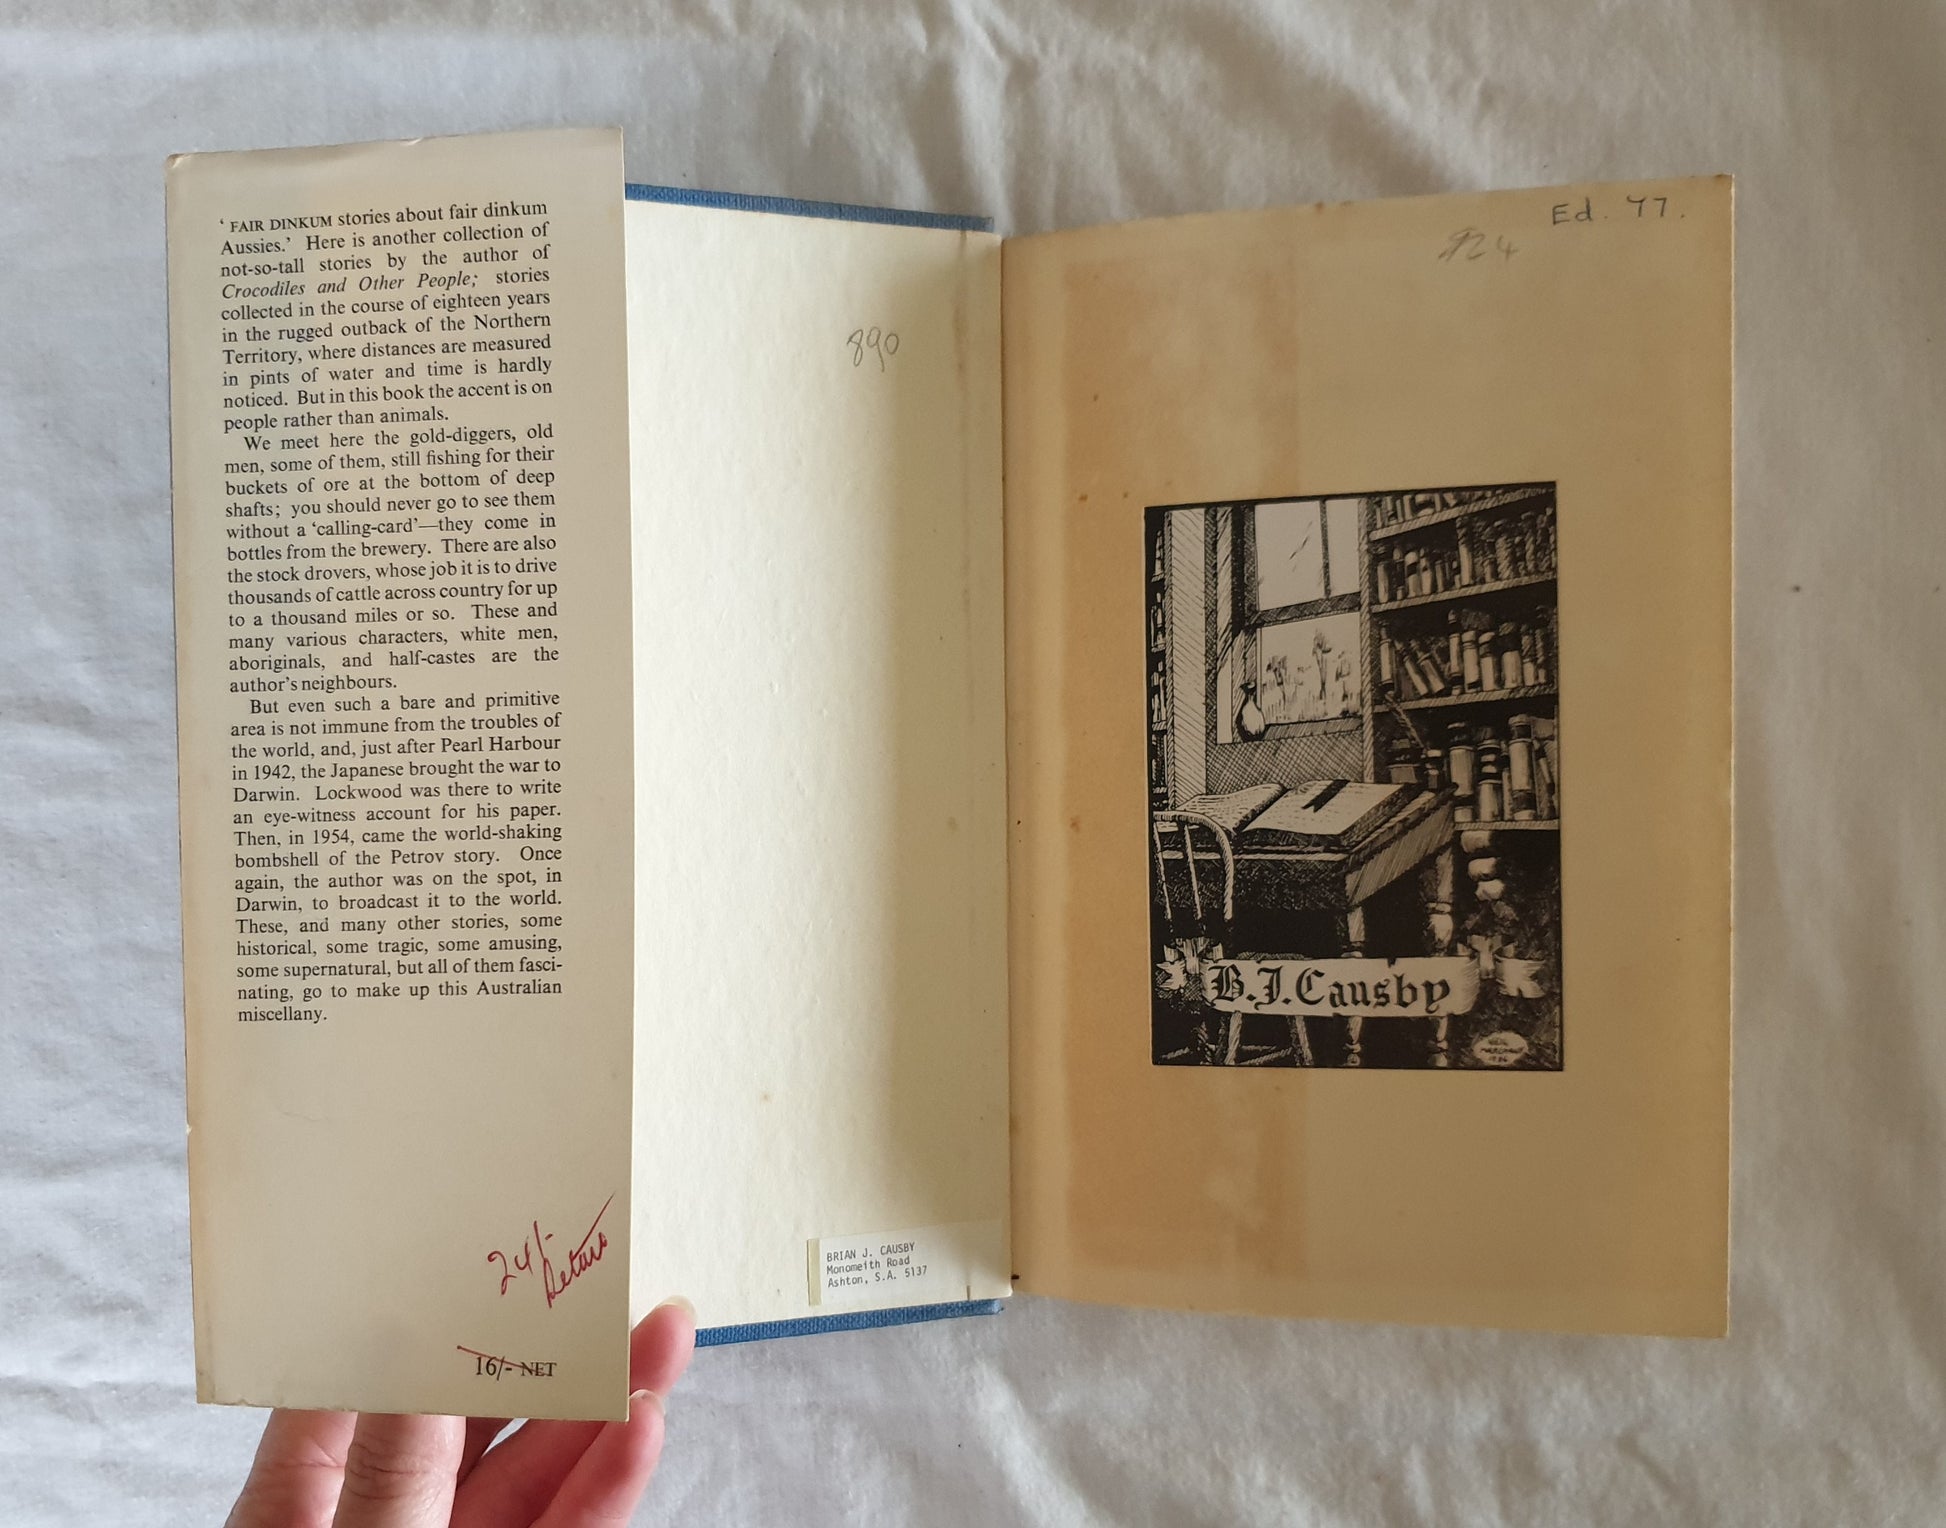 ‘ FAIR DINKUM stories about fair dinkum
Aussies.’ Here is another collection of
not-so-tall stories by the author of
Crocodiles and Other People; stories
collected in the course of eighteen years
in the rugged outback of the Northern
Territory, where distances are measured
in pints of water and time is hardly
noticed. But in this book the accent is on
people rather than animals.
We meet here the gold-diggers, old
men, some of them, still fishing for their
buckets of ore at the bottom of deep
shafts; you should never go to see them
without a ‘calling-card’—they come in
bottles from the brewery. There are also
the stock drovers, whose job it is to drive
thousands of cattle across country for up
to a thousand miles or so. These and
many various characters, white men,
aboriginals, and half-castes are the
author’s neighbours.
But even such a bare and primitive
area is not immune from the troubles of
the world, and, just after Pearl Harbour
in 1942, the Japanese brought the war to
Darwin. Lockwood was there to write
an eye-witness account for his paper.
Then, in 1954, came the world-shaking
bombshell of the Petrov story. Once
again, the author was on the spot, in
Darwin, to broadcast it to the world.
These, and many other stories, some
historical, some tragic, some amusing,
some supernatural, but all of them fasci-
nating, go to make up this Australian
miscellany.
24/-
16/- NET
890
BRIAN J. CAUSBY
Monomeith Road
Ashton, S.A. 5137
Ed. 77.
24
B.J.Causby